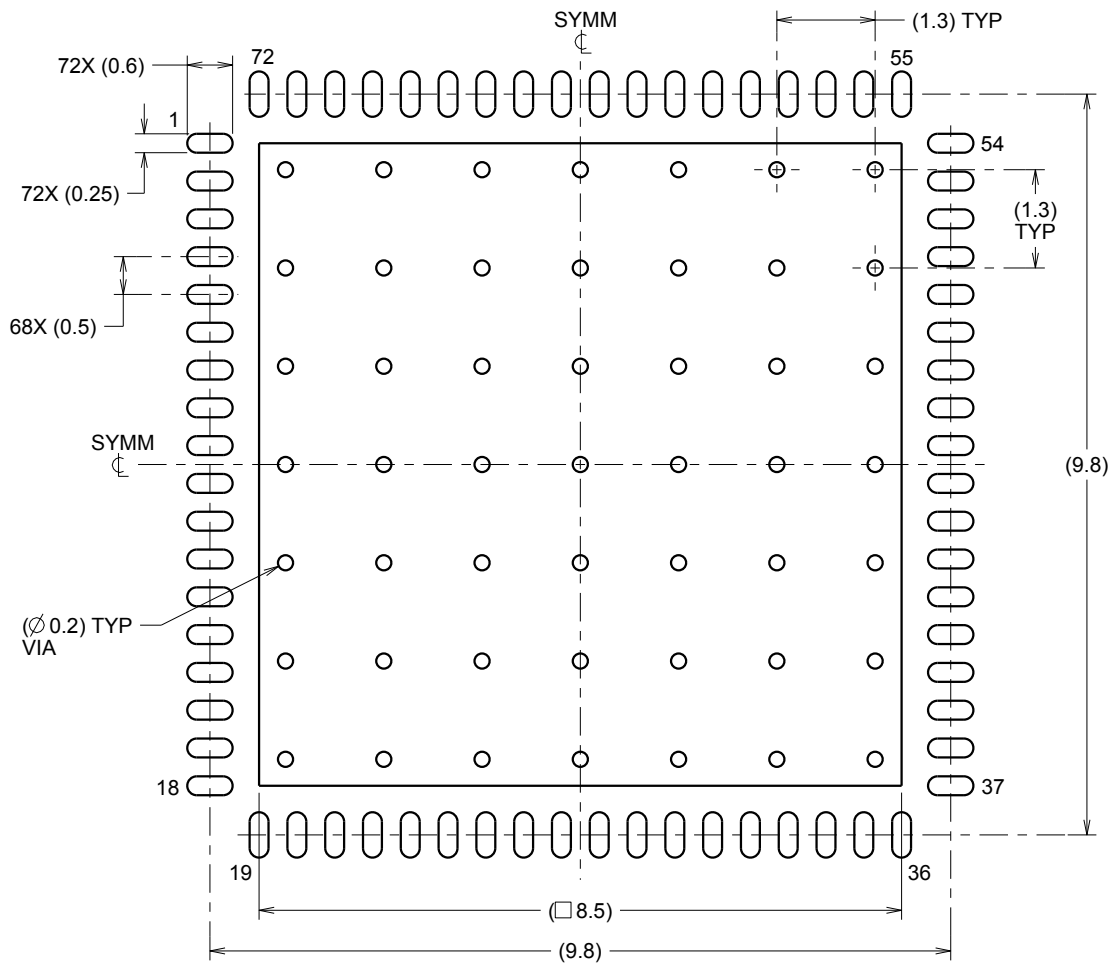 SYMM
℄
(1.3) TYP
72X (0.6)
72
55
1
54
72X (0.25)
(1.3)
TYP
68X (0.5)
SYMM
℄
(9.8)
(∅ 0.2) TYP
VIA
18
37
19
36
(□ 8.5)
(9.8)